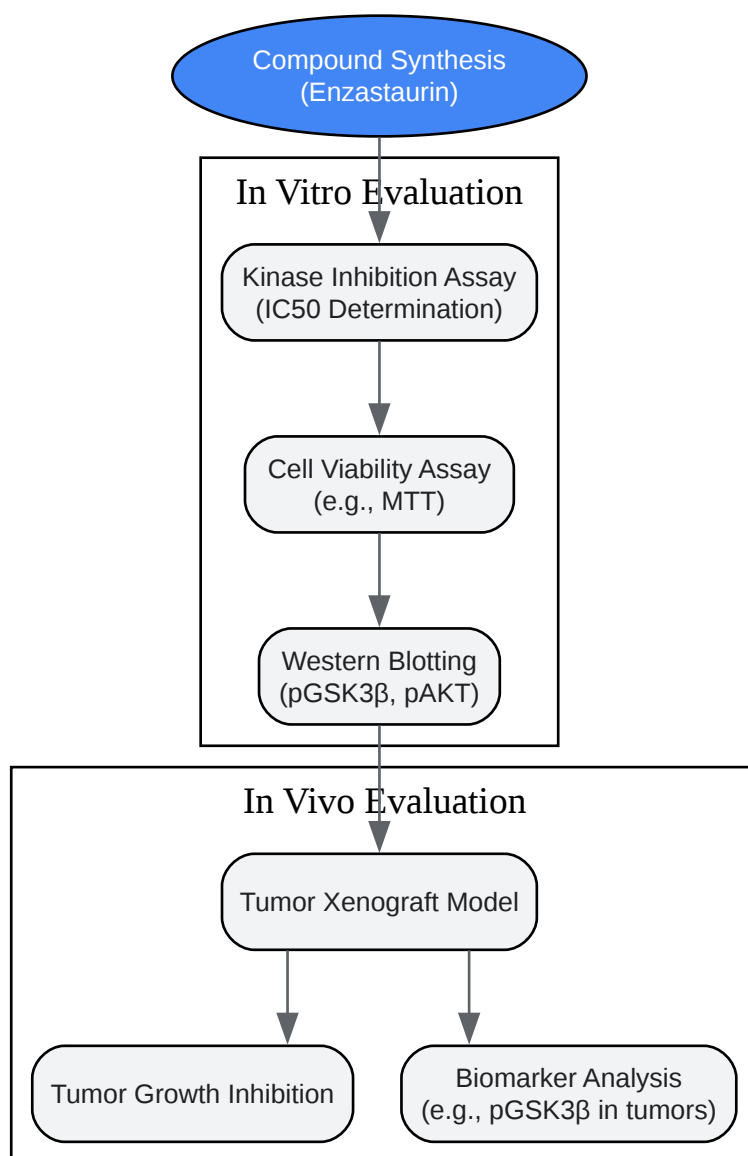 Compound Synthesis
(Enzastaurin)
In Vitro Evaluation
Kinase Inhibition Assay
(IC50 Determination)
Cell Viability Assay
(e.g., MTT)
Western Blotting
(pGSK3β, pAKT)
In Vivo Evaluation
Tumor Xenograft Model
Tumor Growth Inhibition
Biomarker Analysis
(e.g., pGSK3β in tumors)